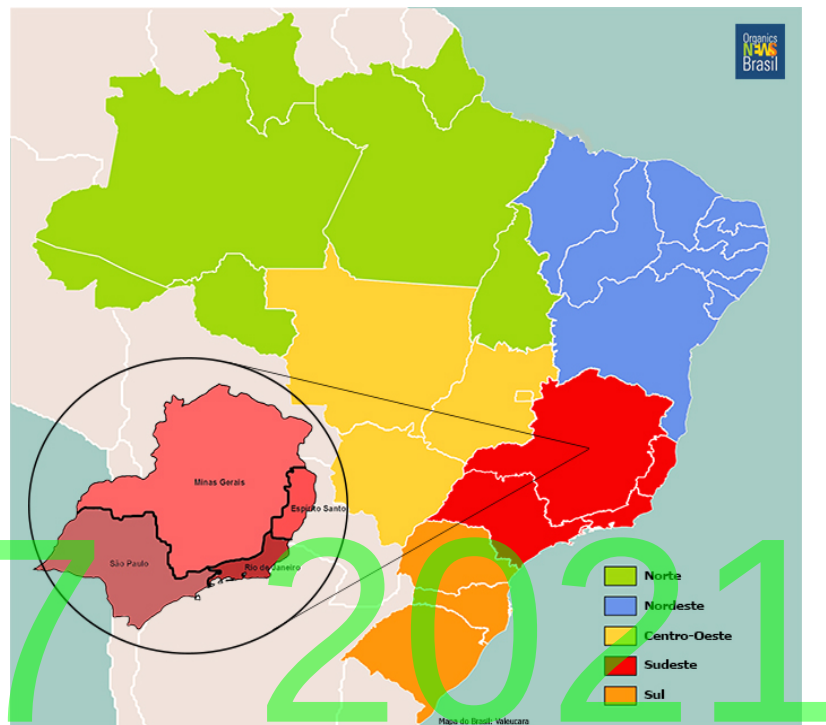 Organics
NEWS
Brasil
Minas Gerais
Espírito Santo
São Paulo
Rio de Janeiro
7 2021
Norte
Nordeste
Centro-Oeste
Sudeste
Sul
Mapa do Brasil: Valeucara